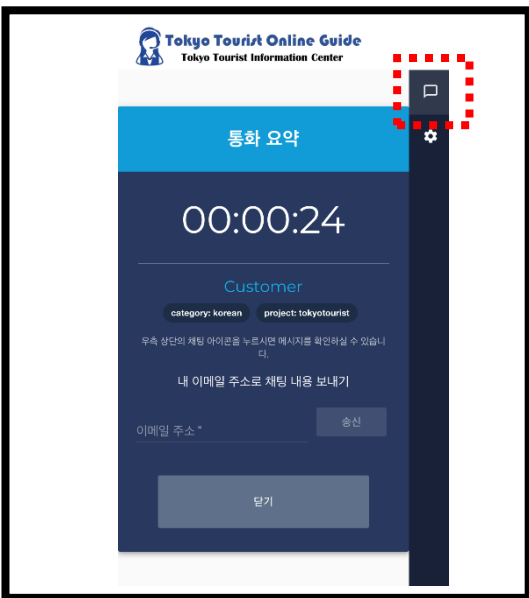 Tokyo Tourist Online Guide
Tokyo Tourist Information Center
통화 요약
00:00:24
Customer
category: korean project: tokyotourist
우측 상단의 채팅 아이콘을 누르시면 메시지를 확인하실 수 있습니
다.
내 이메일 주소로 채팅 내용 보내기
이메일 주소 *
송신
닫기